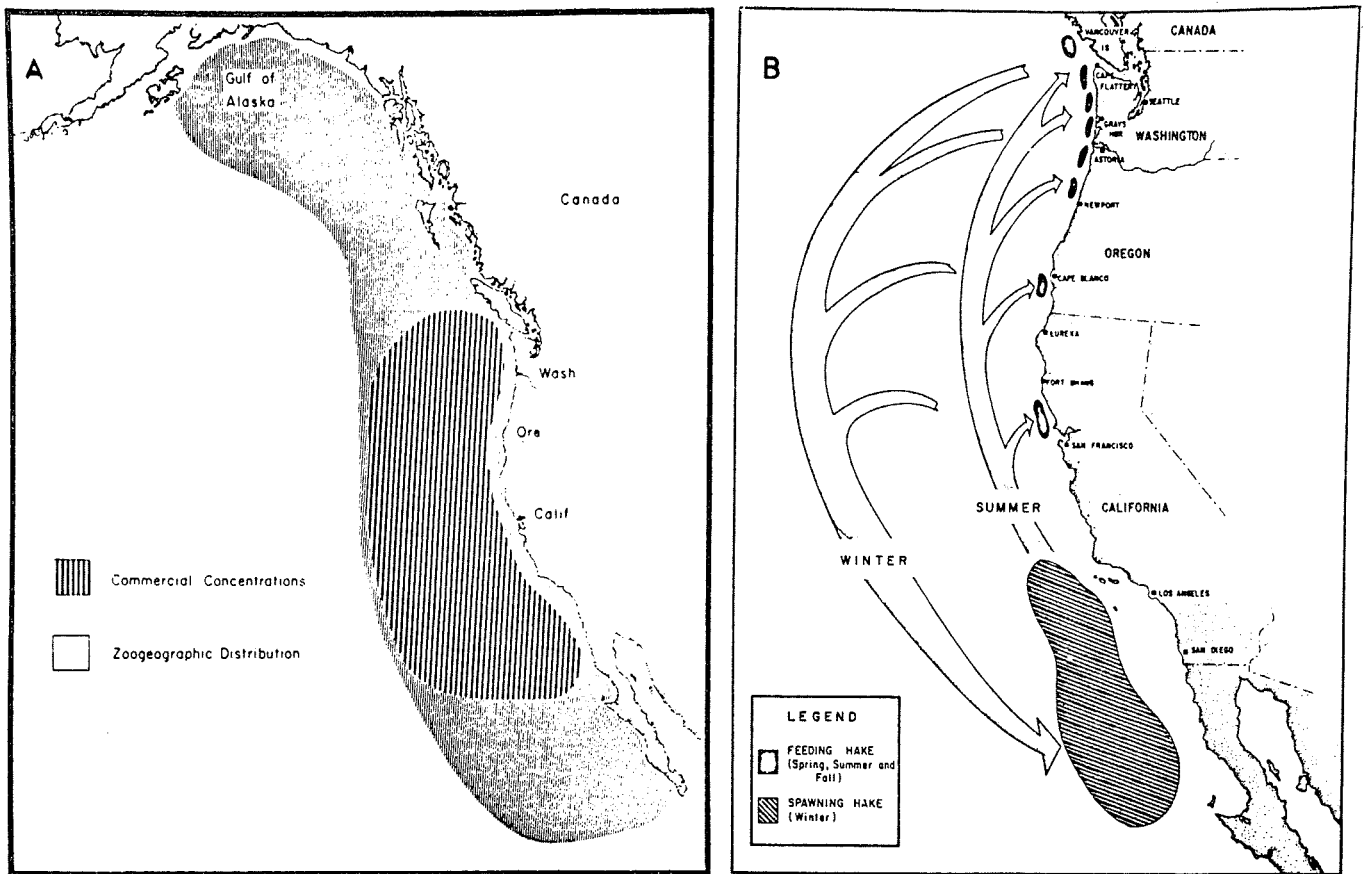 A
Gulf of
Alaska
Canada
Wash
Ore
Calif
Commercial Concentrations
Zoogeographic Distribution
B
VANCOUVER
IS
CANADA
CAPE
FLATTERY
SEATTLE
GRAYS
HBR
WASHINGTON
ASTORIA
NEWPORT
OREGON
CAPE BLANCO
EUREKA
FORT BRAGG
SAN FRANCISCO
SUMMER
CALIFORNIA
WINTER
LOS ANGELES
SAN DIEGO
LEGEND
FEEDING HAKE
(Spring, Summer and
Fall)
SPAWNING HAKE
(Winter)